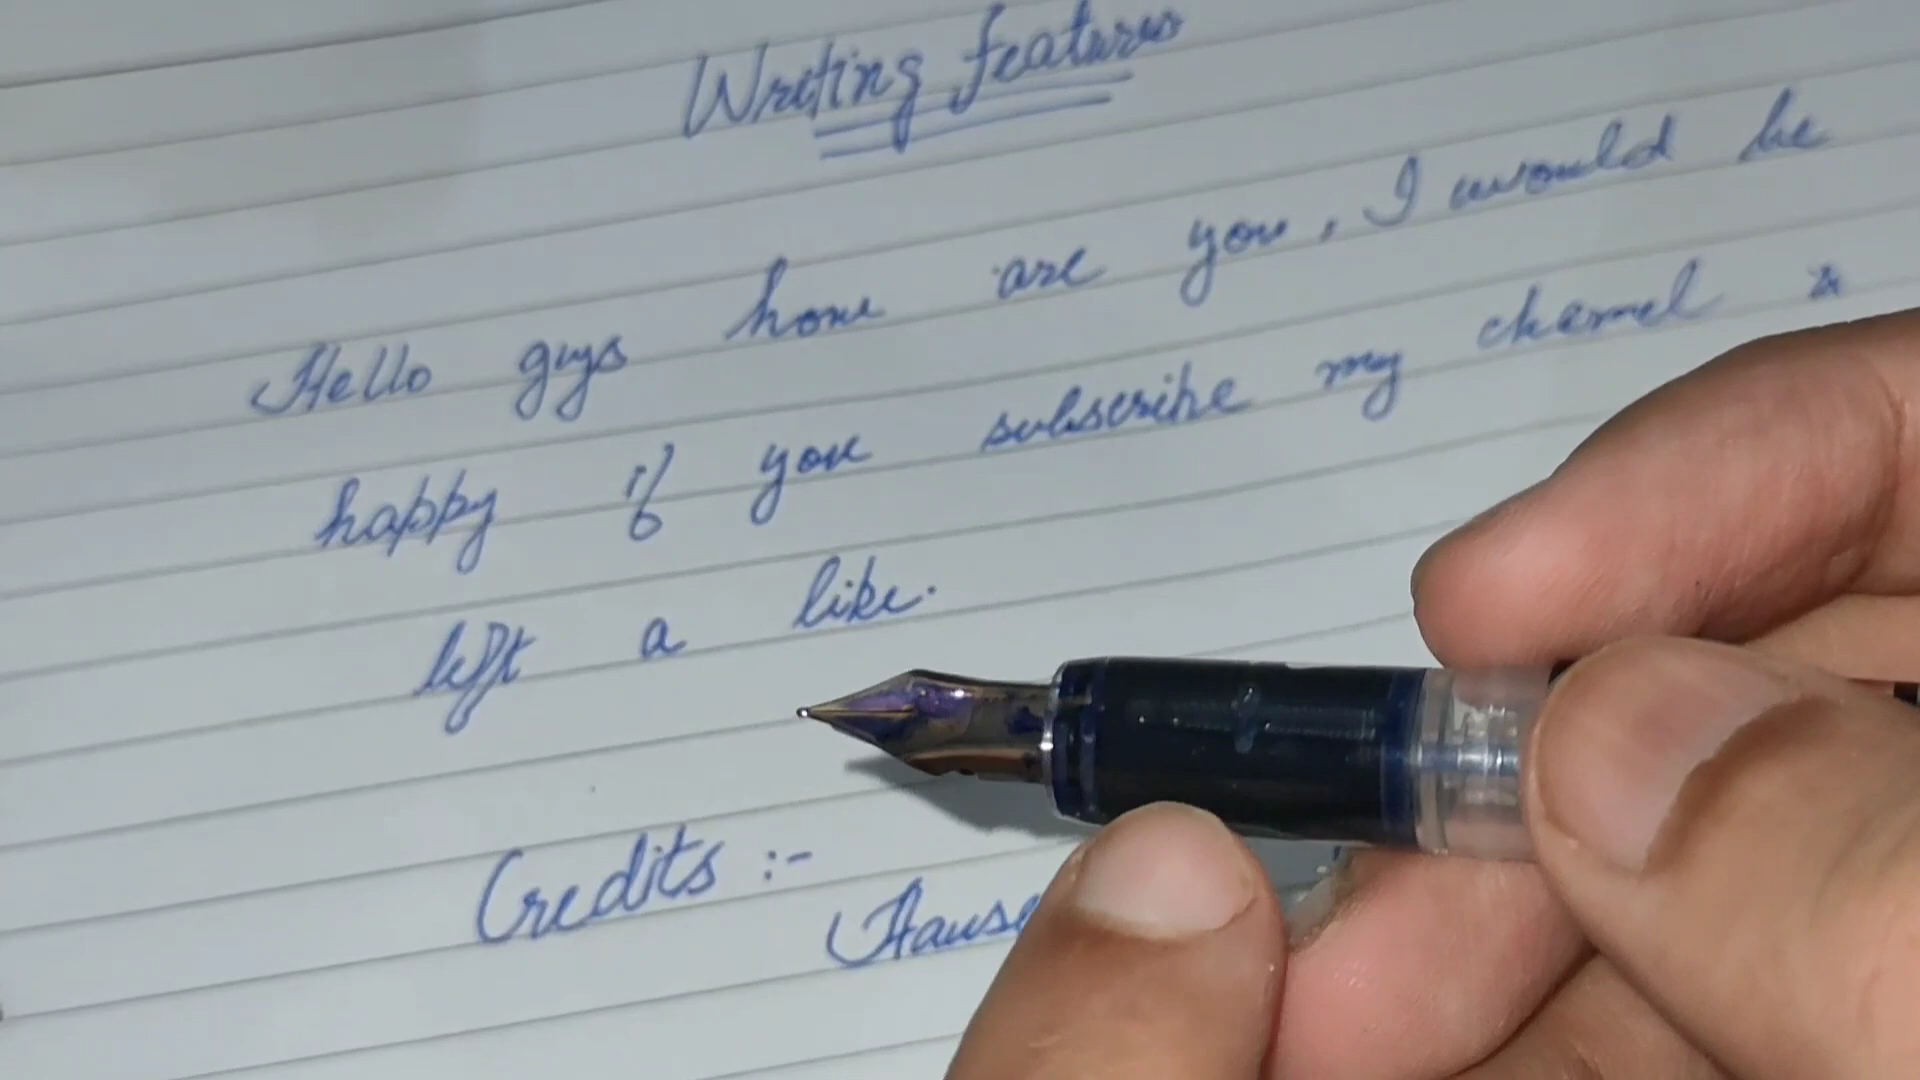 Writing features
Hello guys how are you, I would be
happy if you subscribe my channel &
left a like.
Credits :-